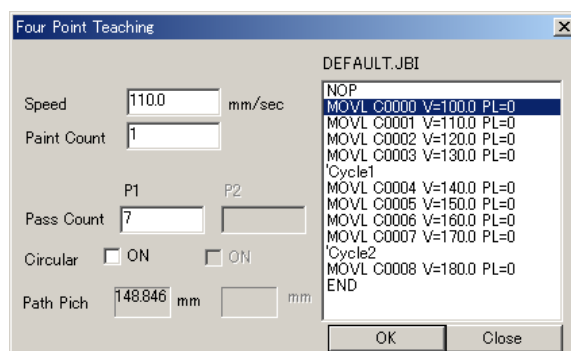 Four Point Teaching
DEFAULT.JBI
Speed 110.0 mm/sec
Paint Count 1
P1 P2
Pass Count 7
Circular ON ON
Path Pich 148.846 mm mm
NOP
MOVL C0000 V=100.0 PL=0
MOVL C0001 V=110.0 PL=0
MOVL C0002 V=120.0 PL=0
MOVL C0003 V=130.0 PL=0
'Cycle1
MOVL C0004 V=140.0 PL=0
MOVL C0005 V=150.0 PL=0
MOVL C0006 V=160.0 PL=0
MOVL C0007 V=170.0 PL=0
'Cycle2
MOVL C0008 V=180.0 PL=0
END
OK Close